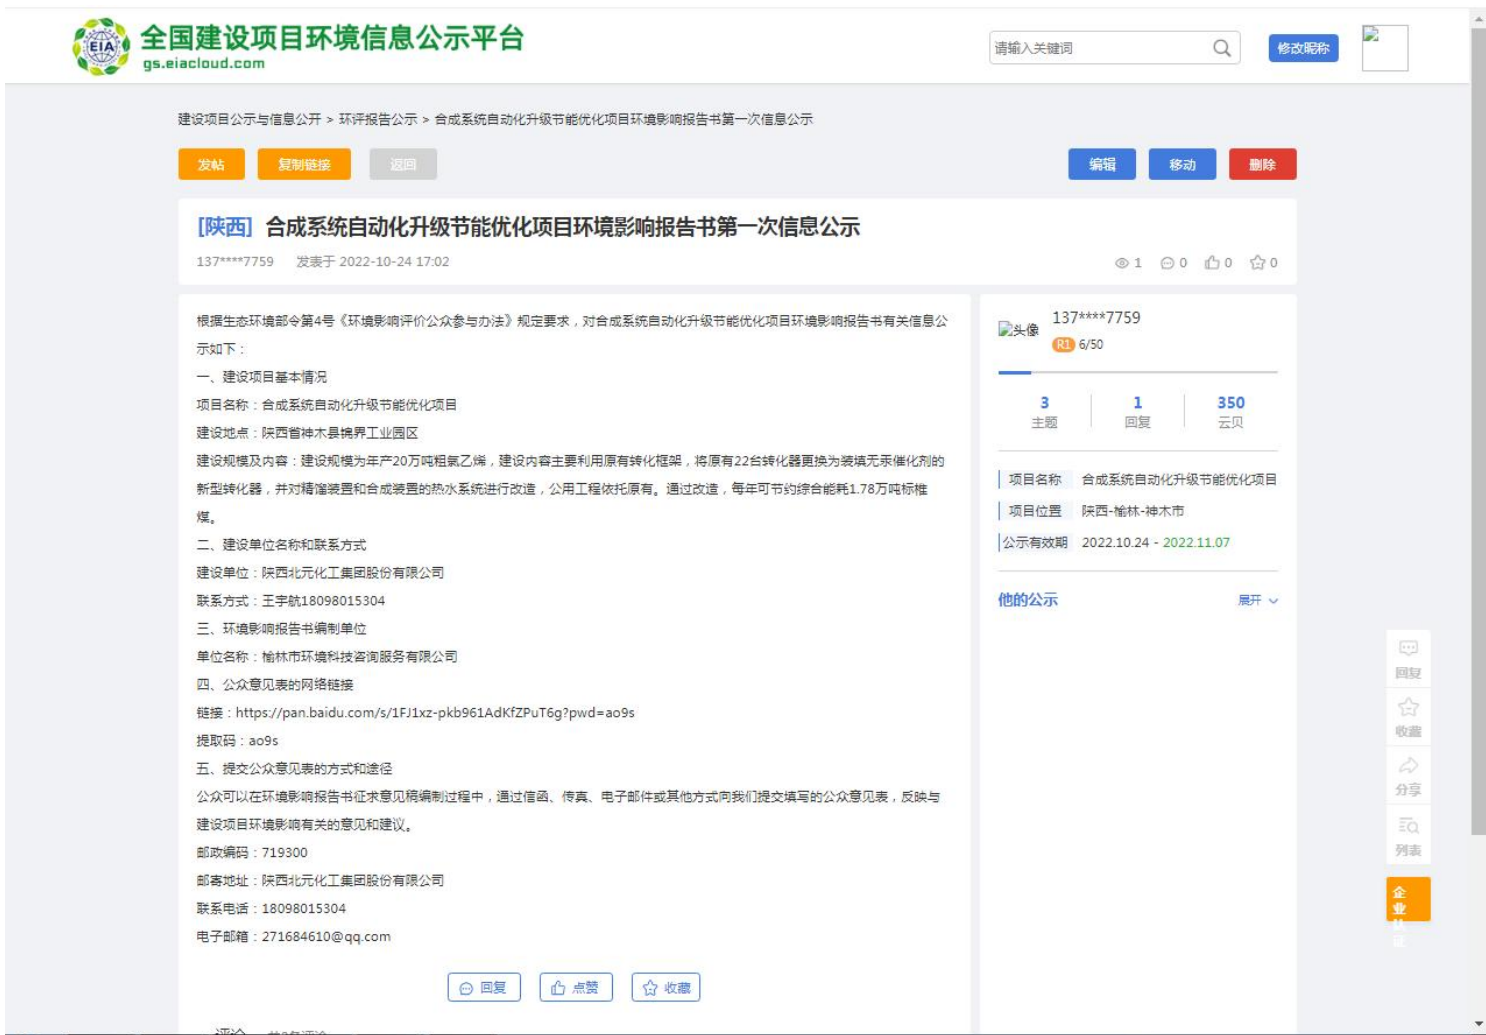 全国建设项目环境信息公示平台
gs.eiacloud.com
EIA
请输入关键词
修改昵称
建设项目公示与信息公开 > 环评报告公示 > 合成系统自动化升级节能优化项目环境影响报告书第一次信息公示
发帖 复制链接 返回
编辑 移动 删除
[陕西] 合成系统自动化升级节能优化项目环境影响报告书第一次信息公示
137****7759 发表于 2022-10-24 17:02
1 0 0 0
根据生态环境部令第4号《环境影响评价公众参与办法》规定要求，对合成系统自动化升级节能优化项目环境影响报告书有关信息公
示如下：
一、建设项目基本情况
项目名称：合成系统自动化升级节能优化项目
建设地点：陕西省神木县锦界工业园区
建设规模及内容：建设规模为年产20万吨粗氯乙烯，建设内容主要利用原有转化框架，将原有22台转化器更换为装填无汞催化剂的
新型转化器，并对精馏装置和合成装置的热水系统进行改造，公用工程依托原有。通过改造，每年可节约综合能耗1.78万吨标椎
煤。
二、建设单位名称和联系方式
建设单位：陕西北元化工集团股份有限公司
联系方式：王宇航18098015304
三、环境影响报告书编制单位
单位名称：榆林市环境科技咨询服务有限公司
四、公众意见表的网络链接
链接：https://pan.baidu.com/s/1FJ1xz-pkb961AdKfZPuT6g?pwd=ao9s
提取码：ao9s
五、提交公众意见表的方式和途径
公众可以在环境影响报告书征求意见稿编制过程中，通过信函、传真、电子邮件或其他方式向我们提交填写的公众意见表，反映与
建设项目环境影响有关的意见和建议。
邮政编码：719300
邮寄地址：陕西北元化工集团股份有限公司
联系电话：18098015304
电子邮箱：271684610@qq.com
回复 点赞 收藏
头像
137****7759
R1 6/50
3 1 350
主题 回复 云贝
项目名称 合成系统自动化升级节能优化项目
项目位置 陕西-榆林-神木市
公示有效期 2022.10.24 - 2022.11.07
他的公示 展开
回复
收藏
分享
列表
企
业
认
证